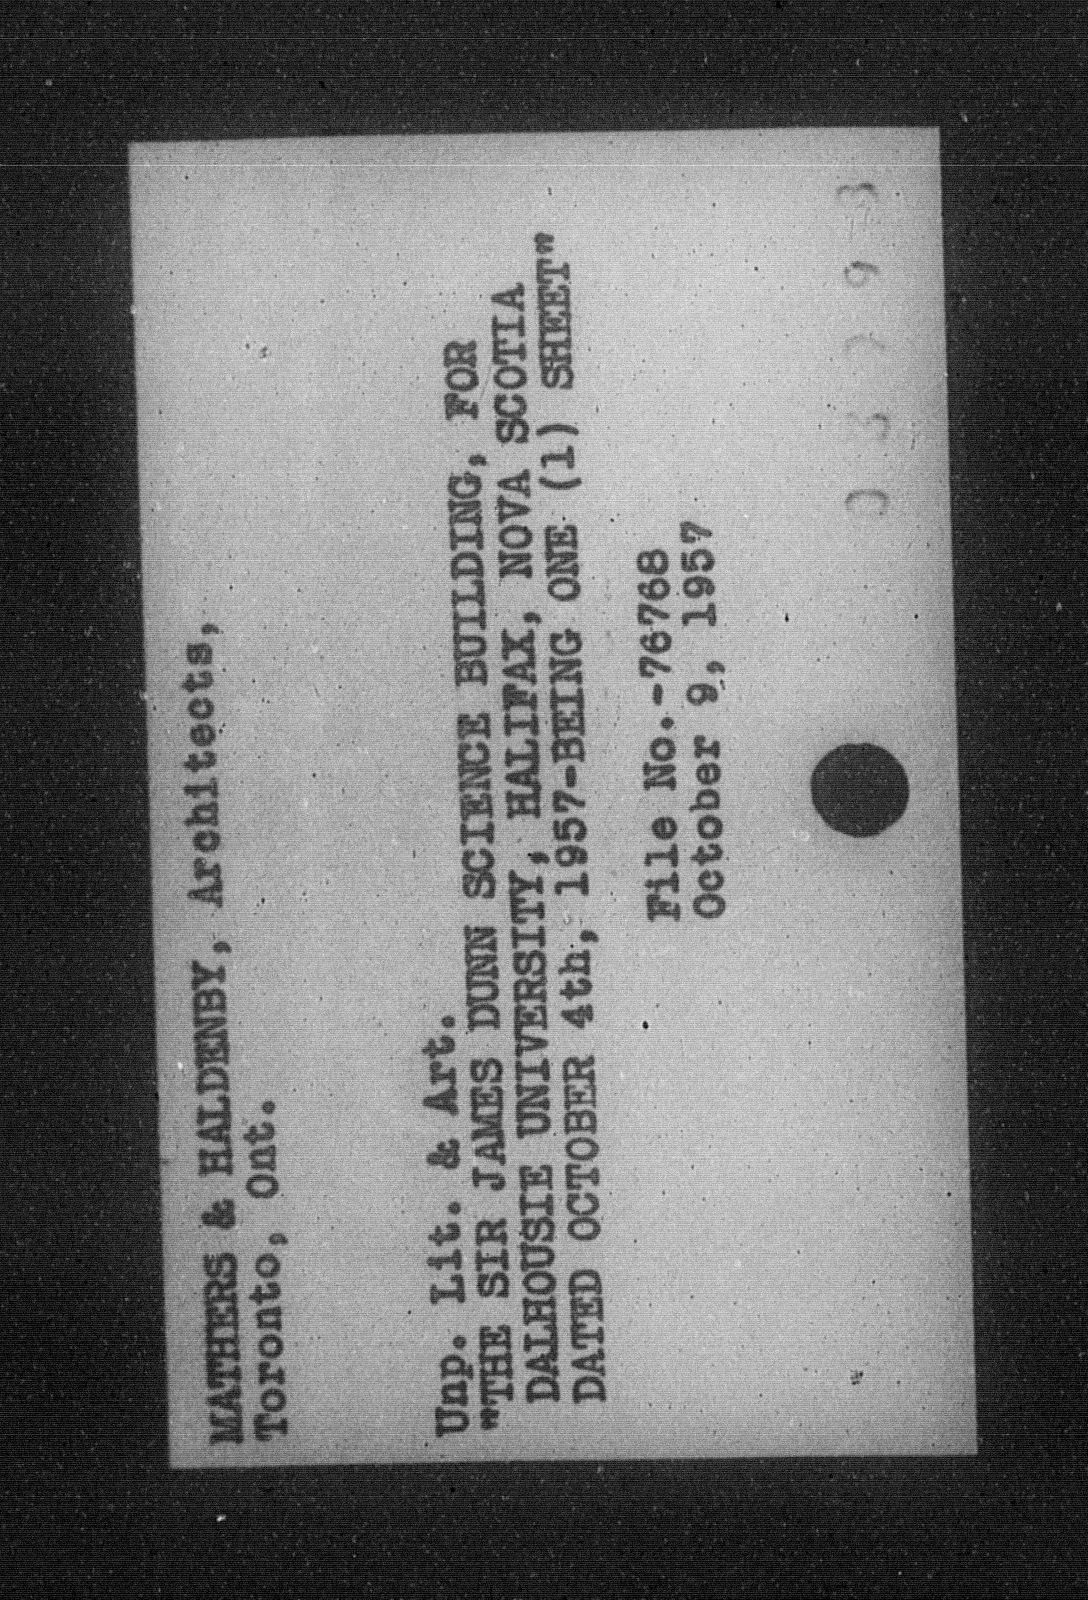 MATHERS & HALDENBY, Architects,
Toronto, Ont.
Unp. Lit. & Art.
"THE SIR JAMES DUNN SCIENCE BUILDING, FOR
DALHOUSIE UNIVERSITY, HALIFAX, NOVA SCOTIA
DATED OCTOBER 4th, 1957-BEING ONE (1) SHEET"
File No.-76768
October 9, 1957